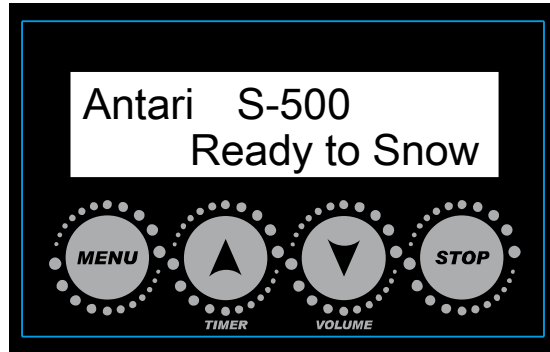 Antari S-500
Ready to Snow
MENU
STOP
TIMER
VOLUME